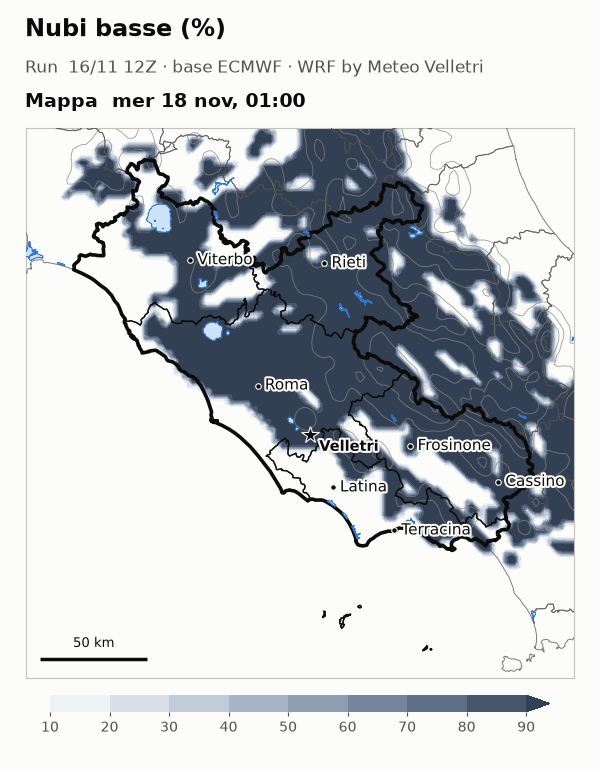 Nubi basse (%)
Run  16/11 12Z · base ECMWF · WRF by Meteo Velletri
Mappa  mer 18 nov, 01:00
Viterbo
Rieti
Roma
Velletri
Frosinone
Cassino
Latina
Terracina
50 km
10 20 30 40 50 60 70 80 90